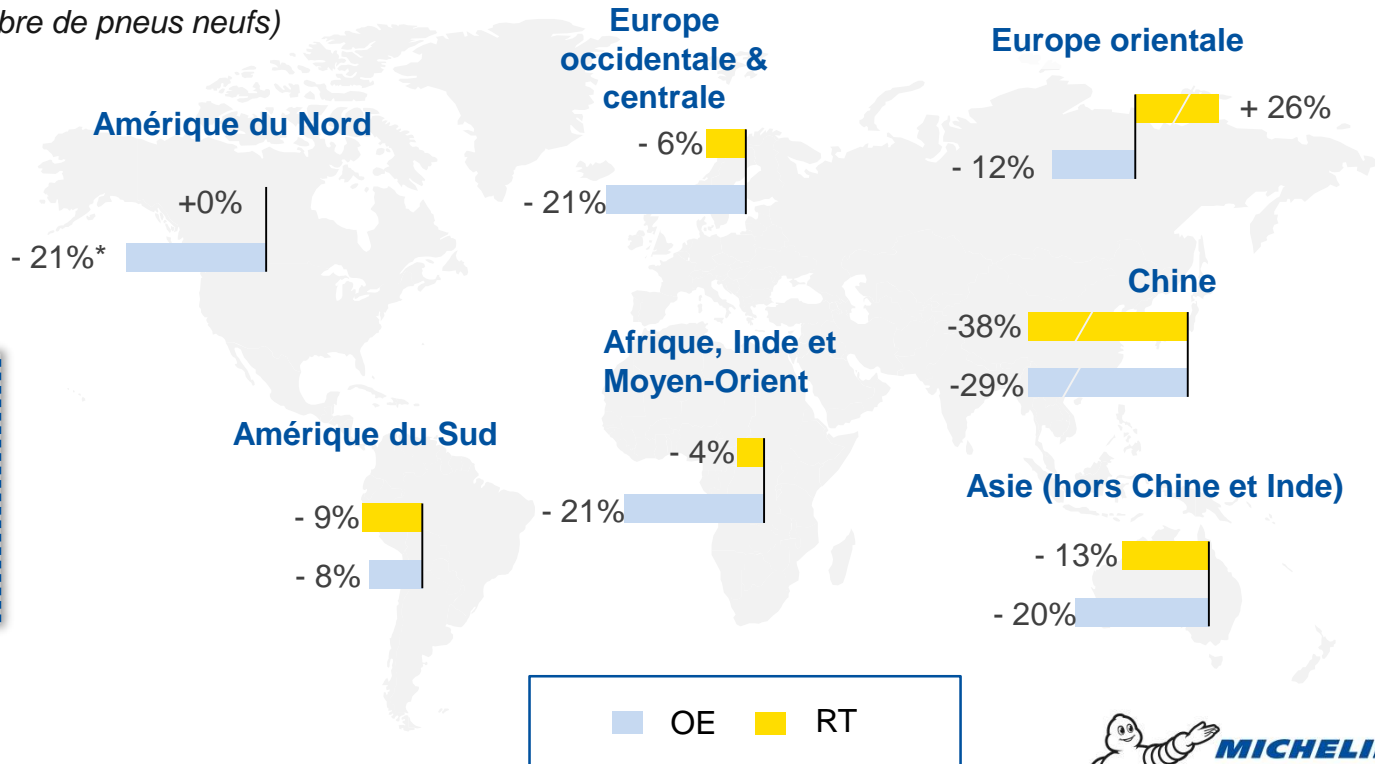 de pneus neufs)
Europe
occidentale &
centrale
Europe orientale
Amérique du Nord
+ 26%
- 6%
- 12%
- 21%
+0%
- 21%*
Chine
-38%
-29%
Afrique, Inde et
Moyen-Orient
Amérique du Sud
- 4%
- 21%
Asie (hors Chine et Inde)
- 9%
- 8%
- 13%
- 20%
OE
RT